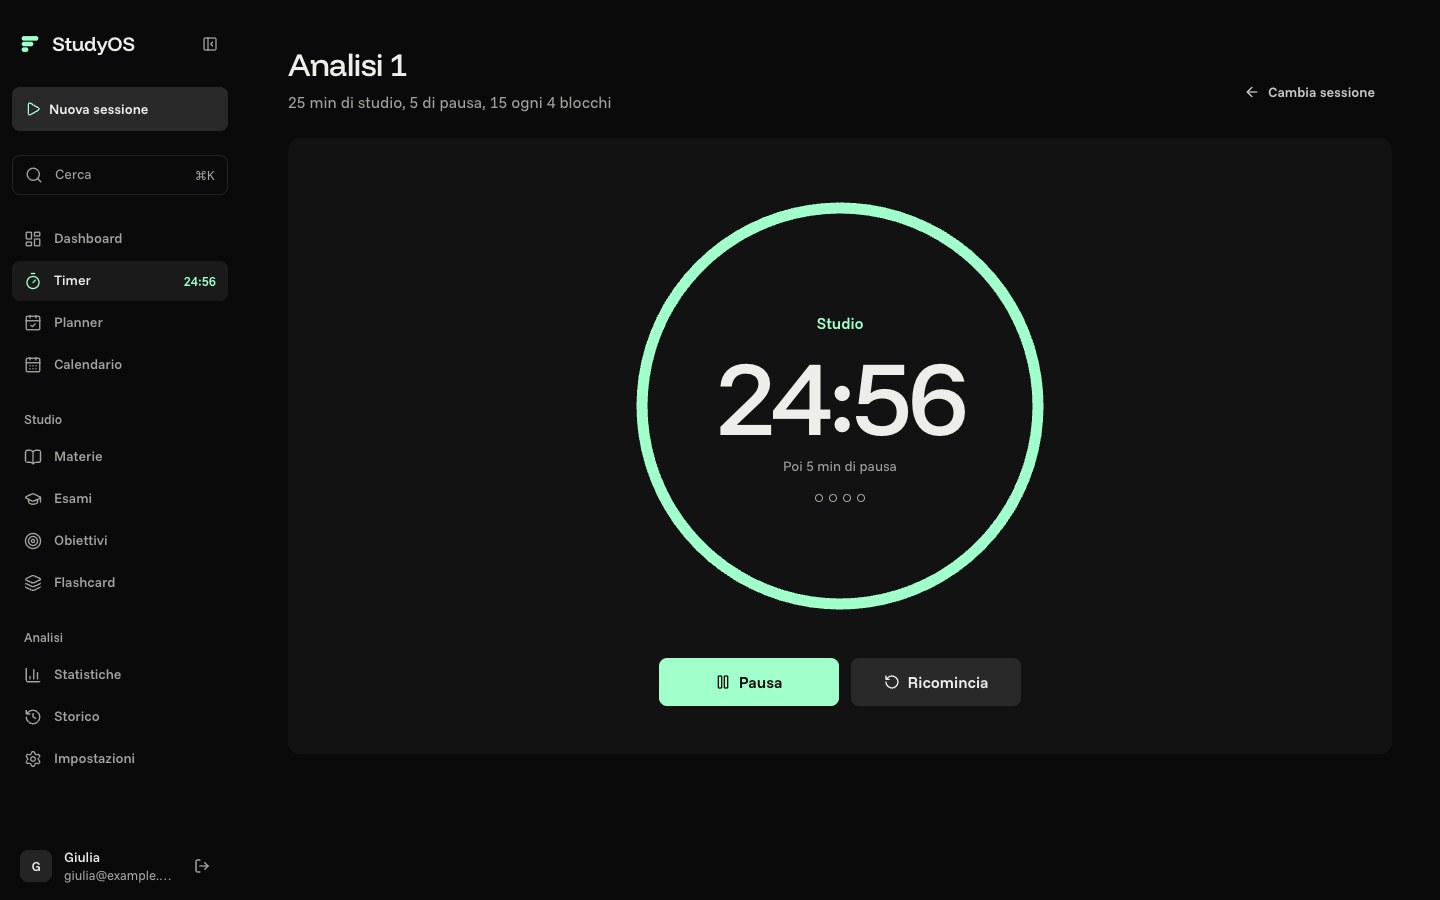 StudyOS
Nuova sessione
Cerca ⌘K
Dashboard
Timer 24:56
Planner
Calendario
Studio
Materie
Esami
Obiettivi
Flashcard
Analisi
Statistiche
Storico
Impostazioni
G
Giulia
giulia@example....
Analisi 1
25 min di studio, 5 di pausa, 15 ogni 4 blocchi
Cambia sessione
Studio
24:56
Poi 5 min di pausa
Pausa
Ricomincia